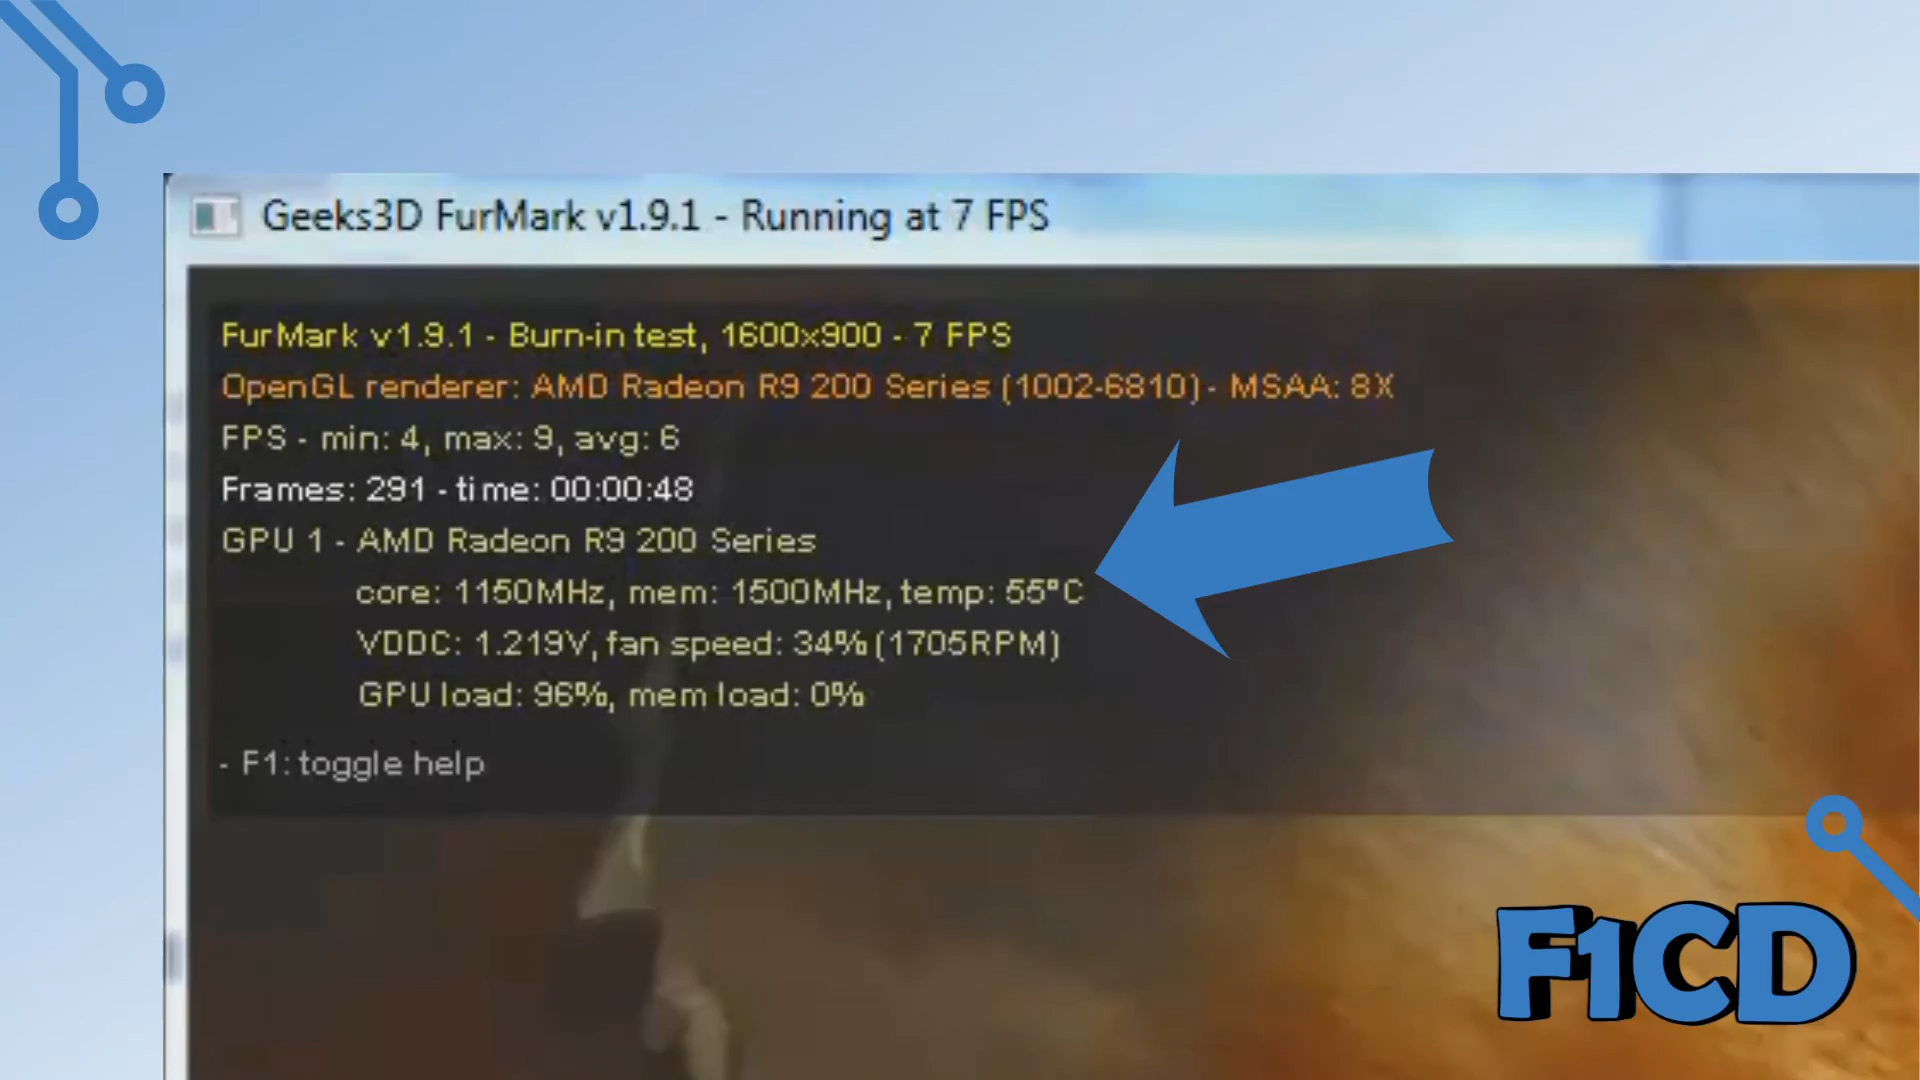 Geeks3D FurMark v1.9.1 - Running at 7 FPS
FurMark v1.9.1 - Burn-in test, 1600x900 - 7 FPS
OpenGL renderer: AMD Radeon R9 200 Series (1002-6810) - MSAA: 8X
FPS - min: 4, max: 9, avg: 6
Frames: 291 - time: 00:00:48
GPU 1 - AMD Radeon R9 200 Series
core: 1150MHz, mem: 1500MHz, temp: 55°C
VDDC: 1.219V, fan speed: 34% (1705RPM)
GPU load: 96%, mem load: 0%
- F1: toggle help
F1CD